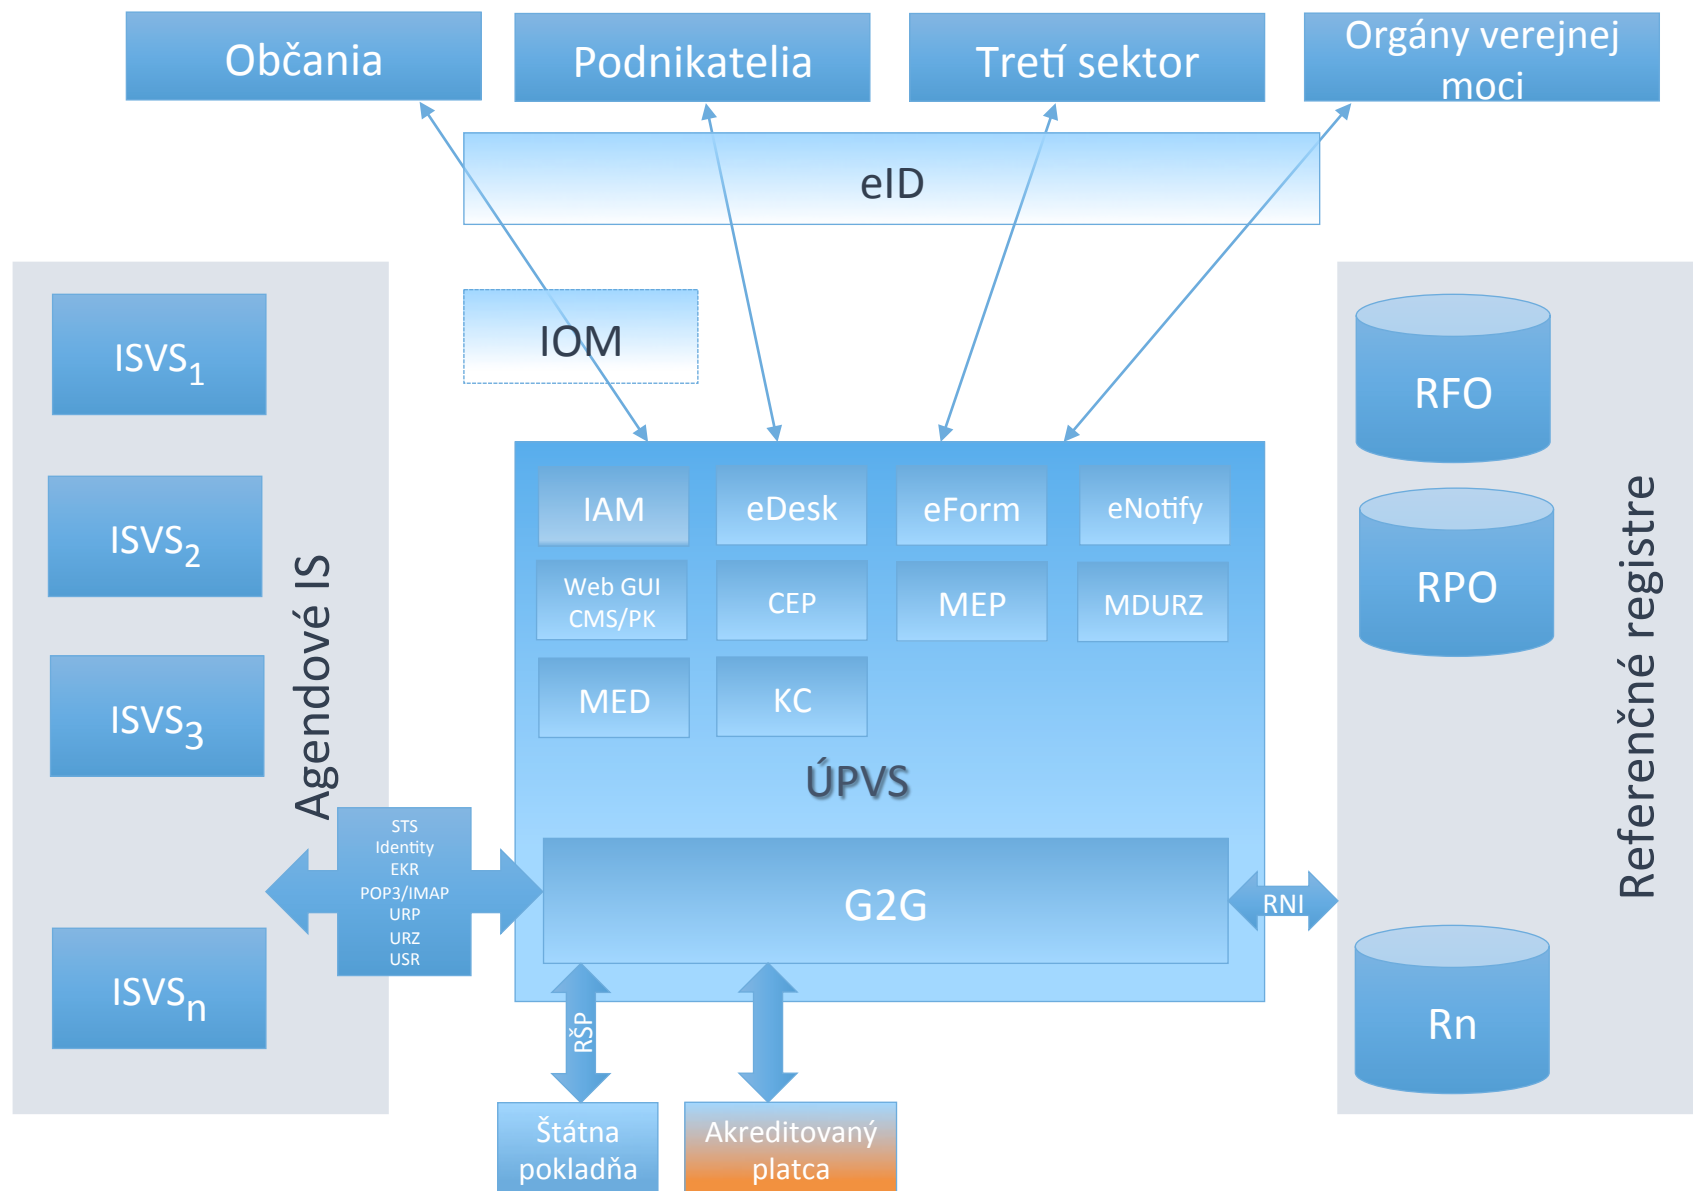 Občania
Podnikatelia
Tretí sektor
Orgány verejnej
moci
eID
IOM
ISVS1
ISVS2
ISVS3
ISVSn
Agendové IS
STS
Identity
EKR
POP3/IMAP
URP
URZ
USR
IAM
eDesk
eForm
eNotify
Web GUI
CMS/PK
CEP
MEP
MDURZ
MED
KC
ÚPVS
G2G
RNI
RŠP
Štátna
pokladňa
Akreditovaný
platca
RFO
RPO
Rn
Referenčné registre